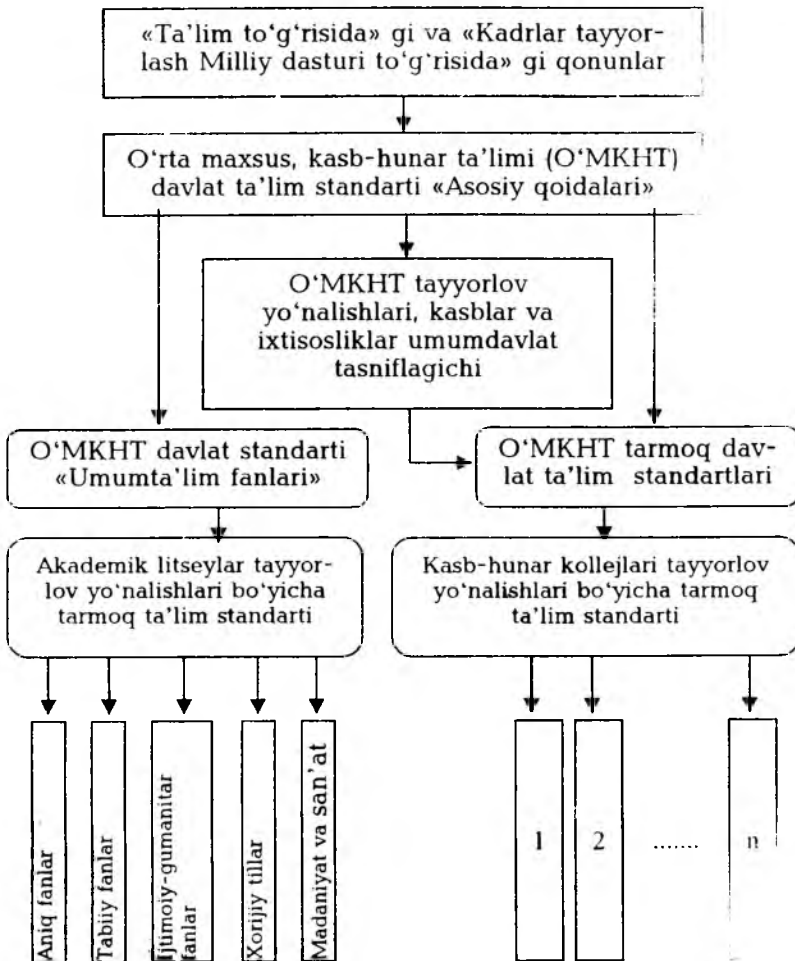 «Ta’lim to‘g‘risida» gi va «Kadrlar tayyor-
lash Milliy dasturi to‘g‘risida» gi qonunlar
O‘rta maxsus, kasb-hunar ta’limi (O‘MKHT)
davlat ta’lim standarti «Asosiy qoidalari»
O‘MKHT tayyorlov
yo‘nalishlari, kasblar va
ixtisosliklar umumdavlat
tasniflagichi
O‘MKHT davlat standarti
«Umumta’lim fanlari»
O‘MKHT tarmoq dav-
lat ta’lim standartlari
Akademik litseylar tayyor-
lov yo‘nalishlari bo‘yicha
tarmoq ta’lim standarti
Kasb-hunar kollejlari tayyorlov
yo‘nalishlari bo‘yicha tarmoq
ta’lim standarti
Aniq fanlar
Tabiiy fanlar
Ijtimoiy-gumanitar
fanlar
Xorijiy tillar
Madaniyat va san’at
1
2
.......
n